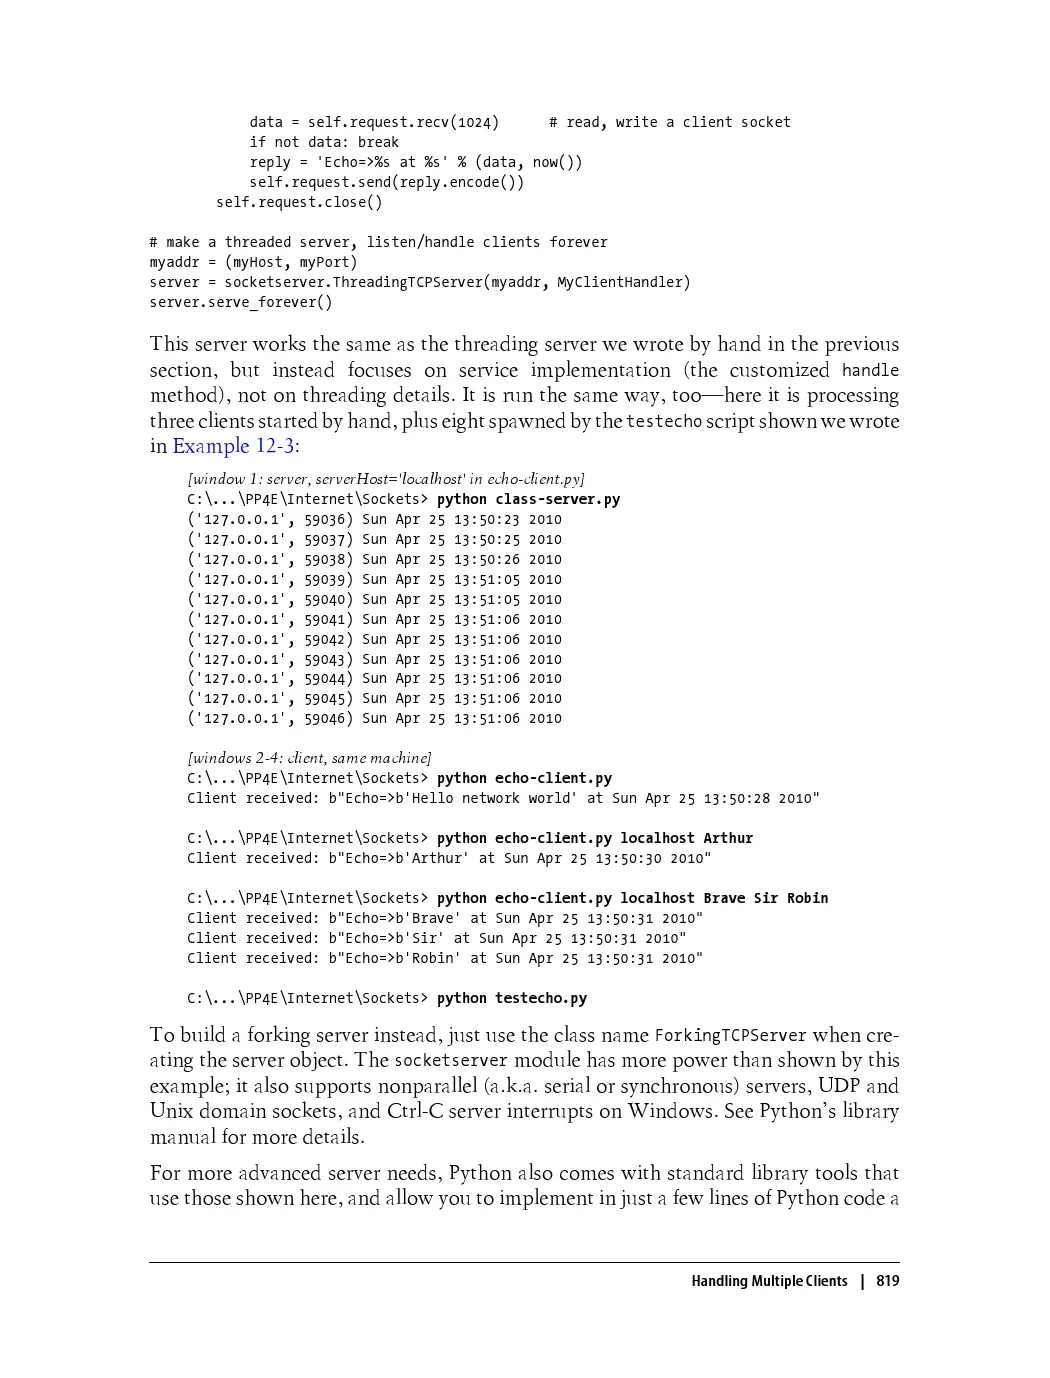 data = self.request.recv(1024)      # read, write a client socket
if not data: break
reply = 'Echo=>%s at %s' % (data, now())
self.request.send(reply.encode())
self.request.close()
# make a threaded server, listen/handle clients forever
myaddr = (myHost, myPort)
server = socketserver.ThreadingTCPServer(myaddr, MyClientHandler)
server.serve_forever()
This server works the same as the threading server we wrote by hand in the previous
section, but instead focuses on service implementation (the customized handle
method), not on threading details. It is run the same way, too—here it is processing
three clients started by hand, plus eight spawned by the testecho script shown we wrote
in Example 12-3:
[window 1: server, serverHost='localhost' in echo-client.py]
C:\...\PP4E\Internet\Sockets> python class-server.py
('127.0.0.1', 59036) Sun Apr 25 13:50:23 2010
('127.0.0.1', 59037) Sun Apr 25 13:50:25 2010
('127.0.0.1', 59038) Sun Apr 25 13:50:26 2010
('127.0.0.1', 59039) Sun Apr 25 13:51:05 2010
('127.0.0.1', 59040) Sun Apr 25 13:51:05 2010
('127.0.0.1', 59041) Sun Apr 25 13:51:06 2010
('127.0.0.1', 59042) Sun Apr 25 13:51:06 2010
('127.0.0.1', 59043) Sun Apr 25 13:51:06 2010
('127.0.0.1', 59044) Sun Apr 25 13:51:06 2010
('127.0.0.1', 59045) Sun Apr 25 13:51:06 2010
('127.0.0.1', 59046) Sun Apr 25 13:51:06 2010
[windows 2-4: client, same machine]
C:\...\PP4E\Internet\Sockets> python echo-client.py
Client received: b"Echo=>b'Hello network world' at Sun Apr 25 13:50:28 2010"
C:\...\PP4E\Internet\Sockets> python echo-client.py localhost Arthur
Client received: b"Echo=>b'Arthur' at Sun Apr 25 13:50:30 2010"
C:\...\PP4E\Internet\Sockets> python echo-client.py localhost Brave Sir Robin
Client received: b"Echo=>b'Brave' at Sun Apr 25 13:50:31 2010"
Client received: b"Echo=>b'Sir' at Sun Apr 25 13:50:31 2010"
Client received: b"Echo=>b'Robin' at Sun Apr 25 13:50:31 2010"
C:\...\PP4E\Internet\Sockets> python testecho.py
To build a forking server instead, just use the class name ForkingTCPServer when cre-
ating the server object. The socketserver module has more power than shown by this
example; it also supports nonparallel (a.k.a. serial or synchronous) servers, UDP and
Unix domain sockets, and Ctrl-C server interrupts on Windows. See Python's library
manual for more details.
For more advanced server needs, Python also comes with standard library tools that
use those shown here, and allow you to implement in just a few lines of Python code a
Handling Multiple Clients | 819